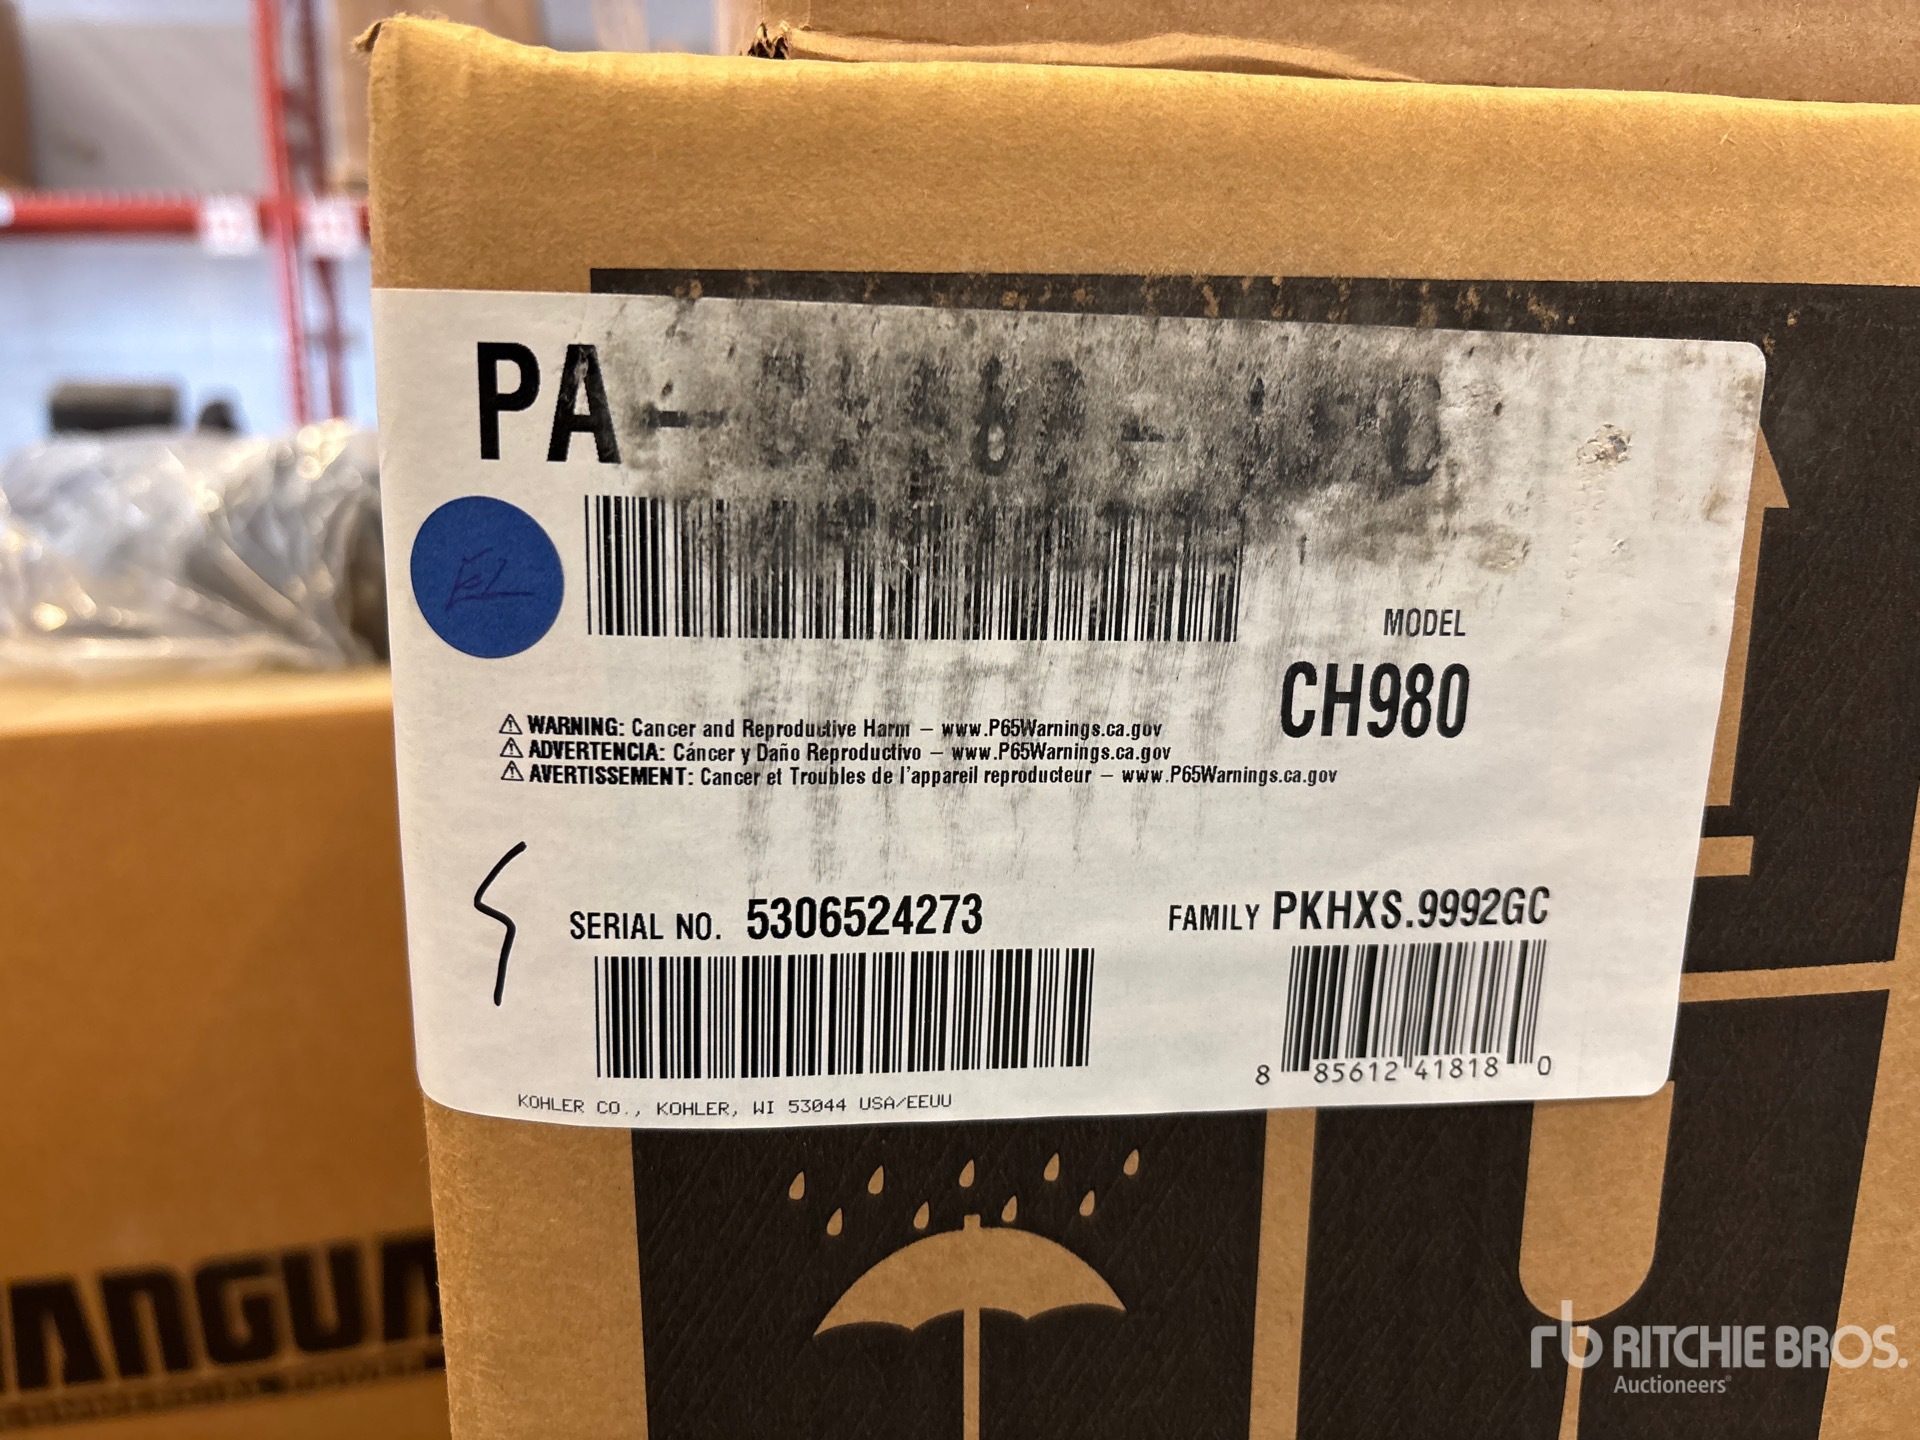 PA-
MODEL
CH980
⚠ WARNING: Cancer and Reproductive Harm – www.P65Warnings.ca.gov
⚠ ADVERTENCIA: Cáncer y Daño Reproductivo – www.P65Warnings.ca.gov
⚠ AVERTISSEMENT: Cancer et Troubles de l'appareil reproducteur – www.P65Warnings.ca.gov
SERIAL NO. 5306524273
FAMILY PKHXS.9992GC
8 85612 41818 0
KOHLER CO., KOHLER, WI 53044 USA/EEUU
ANGUA
rb RITCHIE BROS.
Auctioneers